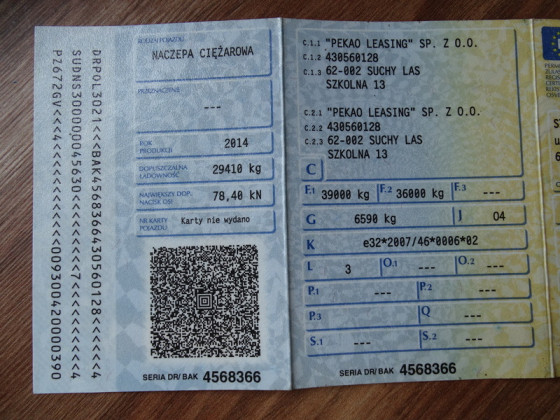 DRPOL3021<<BAK4568366430560128<<<<<<4
RODZAJ POJAZDU
NACZEPA CIĘŻAROWA
PRZEZNACZENIE
---
ROK PRODUKCJI
2014
DOPUSZCZALNA ŁADOWNOŚĆ
29410 kg
NAJWIĘKSZY DOP. NACISK OSI
78,40 kN
NR KARTY POJAZDU
Karty nie wydano
SERIA DR/BAK 4568366
C.1.1 "PEKAO LEASING" SP. Z O.O.
C.1.2 430560128
C.1.3 62-002 SUCHY LAS
SZKOLNA 13
C.2.1 "PEKAO LEASING" SP. Z O.O.
C.2.2 430560128
C.2.3 62-002 SUCHY LAS
SZKOLNA 13
C
F.1 39000 kg F.2 36000 kg F.3 ---
G 6590 kg J 04
K e32*2007/46*0006*02
L 3 O.1 --- O.2 ---
P.1 --- P.2 ---
P.3 --- Q ---
S.1 --- S.2 ---
SERIA DR/BAK 4568366